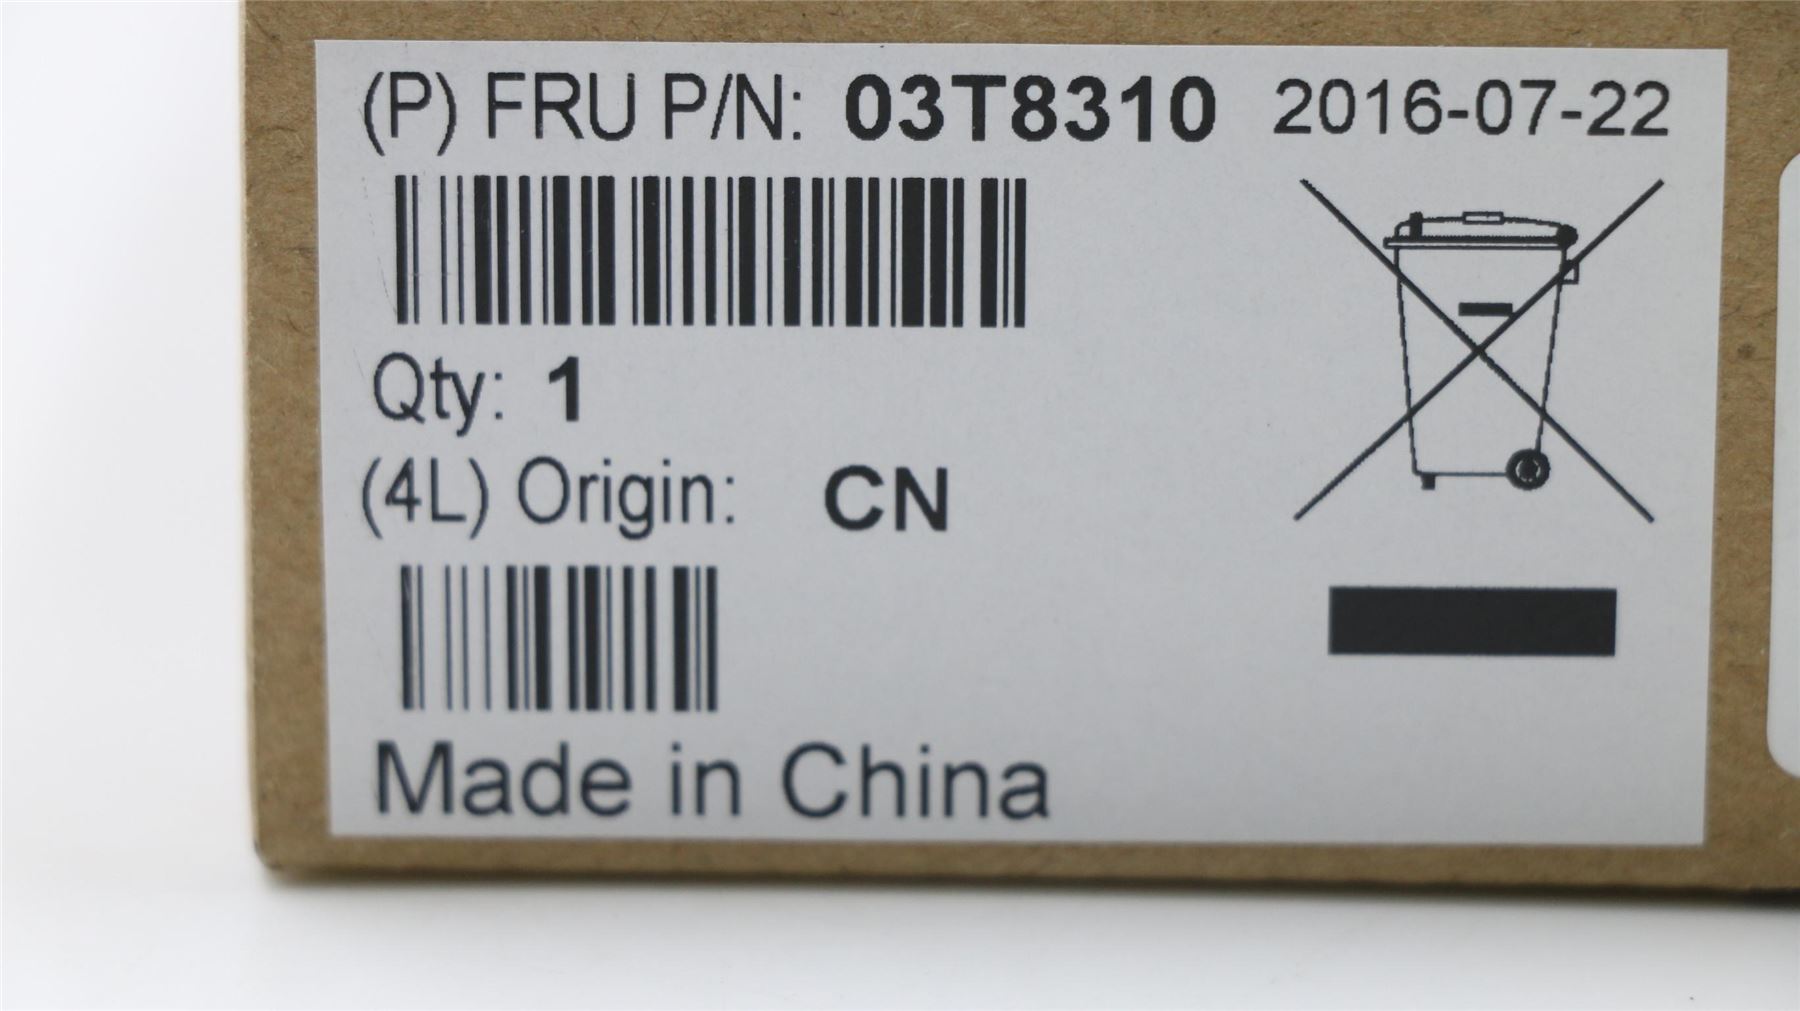 (P) FRU P/N: 03T8310 2016-07-22
Qty: 1
(4L) Origin: CN
Made in China